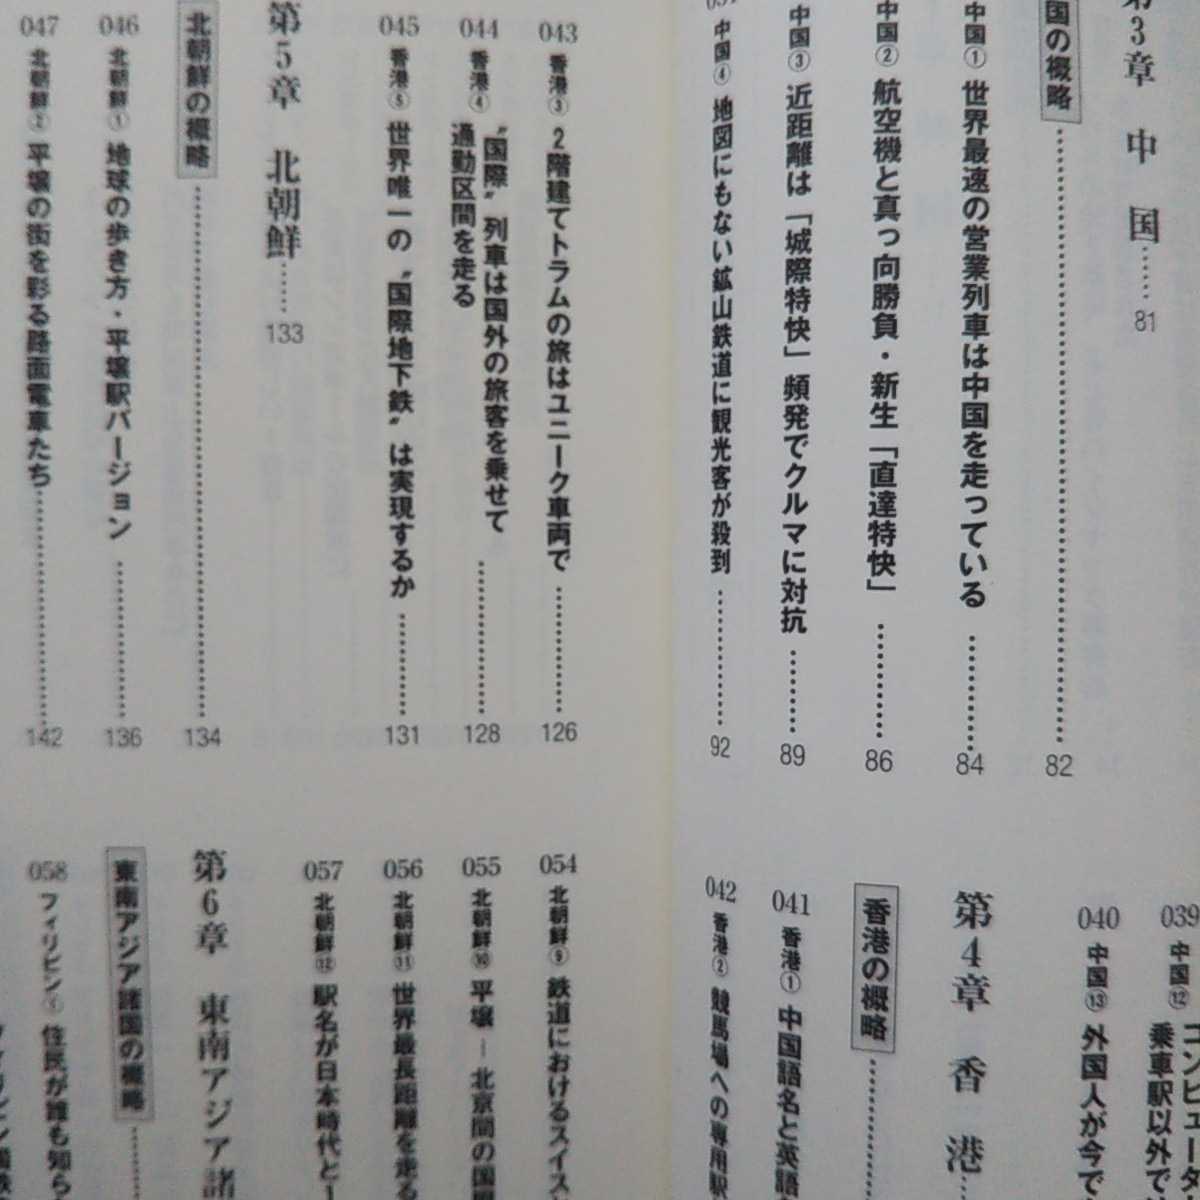 第3章 中国……81
国の概略……82
中国① 世界最速の営業列車は中国を走っている……84
中国② 航空機と真っ向勝負・新生「直達特快」……86
中国③ 近距離は「城際特快」頻発でクルマに対抗……89
中国④ 地図にもない鉱山鉄道に観光客が殺到……92
039 中国⑫ コンピュータ
乗車駅以外で
040 中国⑬ 外国人が今で
第4章 香港
香港の概略
041 香港① 中国語名と英語
042 香港② 競馬場への専用駅
043 香港③ 2階建てトラムの旅はユニーク車両で……126
044 香港④ 〝国際〟列車は国外の旅客を乗せて
通勤区間を走る……128
045 香港⑤ 世界唯一の〝国際地下鉄〟は実現するか……131
第5章 北朝鮮……133
北朝鮮の概略……134
046 北朝鮮① 地球の歩き方・平壌駅バージョン……136
047 北朝鮮② 平壌の街を彩る路面電車たち……142
054 北朝鮮⑨ 鉄道におけるスイス
055 北朝鮮⑩ 平壌―北京間の国
056 北朝鮮⑪ 世界最長距離を走る
057 北朝鮮⑫ 駅名が日本時代と
第6章 東南アジア諸
東南アジア諸国の概略
058 フィリピン① 住民が誰も知ら